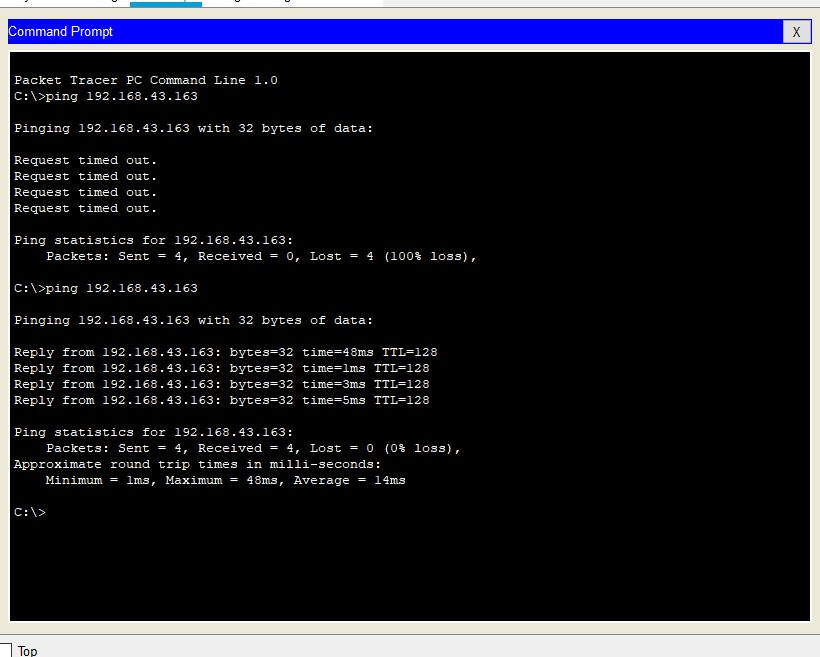 Command Prompt
X
Packet Tracer PC Command Line 1.0
C:\>ping 192.168.43.163
Pinging 192.168.43.163 with 32 bytes of data:
Request timed out.
Request timed out.
Request timed out.
Request timed out.
Ping statistics for 192.168.43.163:
    Packets: Sent = 4, Received = 0, Lost = 4 (100% loss),
C:\>ping 192.168.43.163
Pinging 192.168.43.163 with 32 bytes of data:
Reply from 192.168.43.163: bytes=32 time=48ms TTL=128
Reply from 192.168.43.163: bytes=32 time=1ms TTL=128
Reply from 192.168.43.163: bytes=32 time=3ms TTL=128
Reply from 192.168.43.163: bytes=32 time=5ms TTL=128
Ping statistics for 192.168.43.163:
    Packets: Sent = 4, Received = 4, Lost = 0 (0% loss),
Approximate round trip times in milli-seconds:
    Minimum = 1ms, Maximum = 48ms, Average = 14ms
C:\>
Top